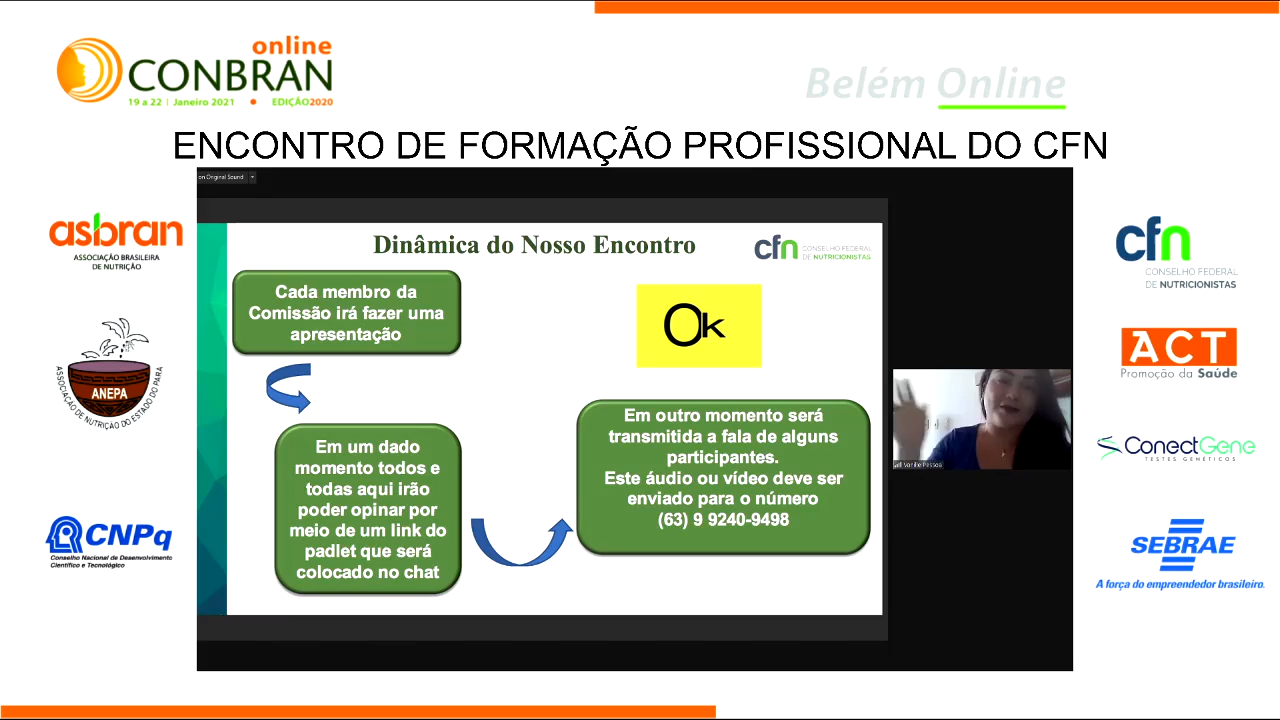 online
CONBRAN
19 a 22 | Janeiro 2021 • EDIÇÃO2020
Belém Online
ENCONTRO DE FORMAÇÃO PROFISSIONAL DO CFN
on Original Sound
asbran
ASSOCIAÇÃO BRASILEIRA
DE NUTRIÇÃO
ANEPA
ASSOCIAÇÃO DE NUTRIÇÃO DO ESTADO DO PARÁ
CNPq
Conselho Nacional de Desenvolvimento
Científico e Tecnológico
Dinâmica do Nosso Encontro
cfn CONSELHO FEDERAL
DE NUTRICIONISTAS
Cada membro da
Comissão irá fazer uma
apresentação
Ok
Em um dado
momento todos e
todas aqui irão
poder opinar por
meio de um link do
padlet que será
colocado no chat
Em outro momento será
transmitida a fala de alguns
participantes.
Este áudio ou vídeo deve ser
enviado para o número
(63) 9 9240-9498
Vanille Pessoa
cfn
CONSELHO FEDERAL
DE NUTRICIONISTAS
ACT
Promoção da Saúde
ConectGene
TESTES GENÉTICOS
SEBRAE
A força do empreendedor brasileiro.